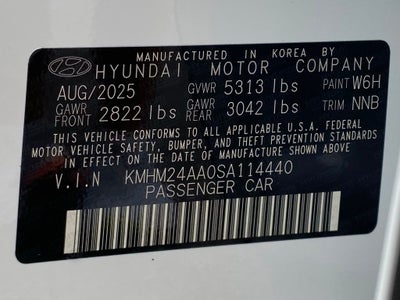 MANUFACTURED IN KOREA BY
HYUNDAI MOTOR COMPANY
AUG/2025 GVWR 5313 lbs PAINT W6H
GAWR FRONT 2822 lbs GAWR REAR 3042 lbs TRIM NNB
THIS VEHICLE CONFORMS TO ALL APPLICABLE U.S.A. FEDERAL
MOTOR VEHICLE SAFETY, BUMPER, AND THEFT PREVENTION STANDARDS
IN EFFECT ON THE DATE OF MANUFACTURE SHOWN ABOVE.
V.I.N KMHM24AA0SA114440
PASSENGER CAR